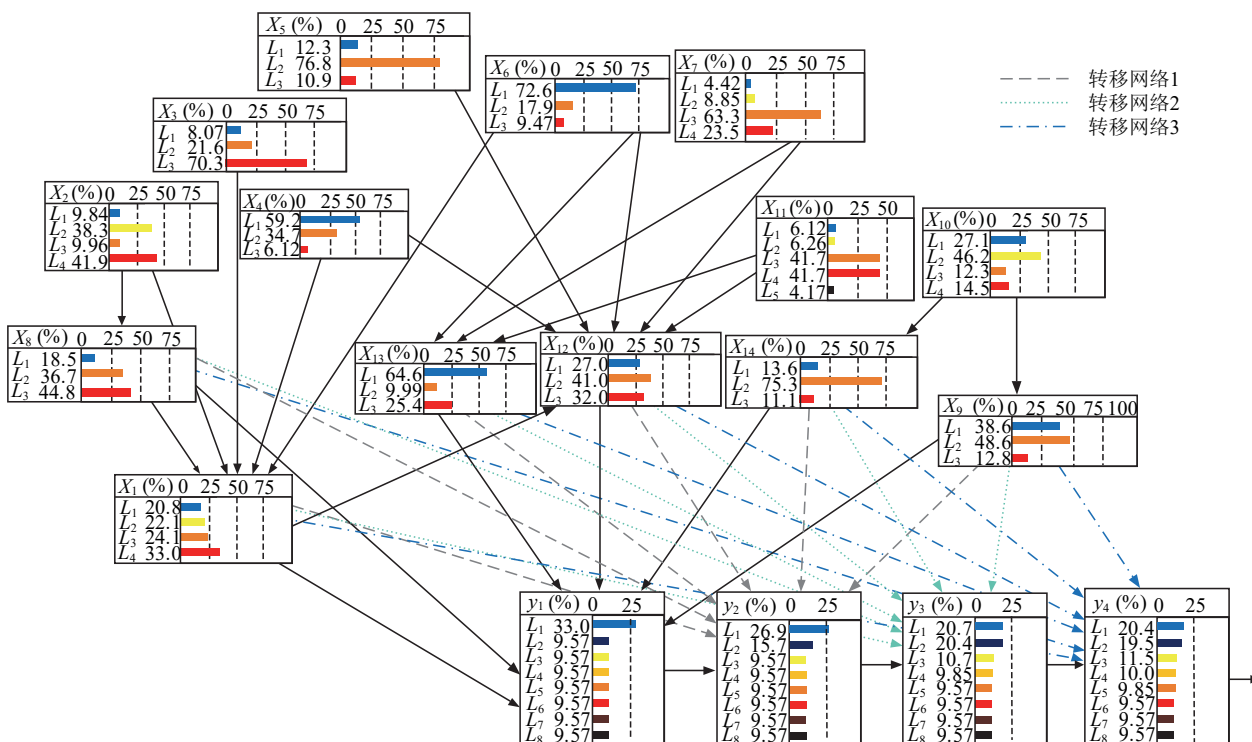 X5 (%) 0 25 50 75
L1 12.3
L2 76.8
L3 10.9
X6 (%) 0 25 50 75
L1 72.6
L2 17.9
L3 9.47
X7 (%) 0 25 50 75
L1 4.42
L2 8.85
L3 63.3
L4 23.5
转移网络1
转移网络2
转移网络3
X3 (%) 0 25 50 75
L1 8.07
L2 21.6
L3 70.3
X2 (%) 0 25 50 75
L1 9.84
L2 38.3
L3 9.96
L4 41.9
X4 (%) 0 25 50 75
L1 59.2
L2 34.7
L3 6.12
X11 (%) 0 25 50
L1 6.12
L2 6.26
L3 41.7
L4 41.7
L5 4.17
X10 (%) 0 25 50 75
L1 27.1
L2 46.2
L3 12.3
L4 14.5
X8 (%) 0 25 50 75
L1 18.5
L2 36.7
L3 44.8
X13 (%) 0 25 50 75
L1 64.6
L2 9.99
L3 25.4
X12 (%) 0 25 50 75
L1 27.0
L2 41.0
L3 32.0
X14 (%) 0 25 50 75
L1 13.6
L2 75.3
L3 11.1
X9 (%) 0 25 50 75 100
L1 38.6
L2 48.6
L3 12.8
X1 (%) 0 25 50 75
L1 20.8
L2 22.1
L3 24.1
L4 33.0
y1 (%) 0 25
L1 33.0
L2 9.57
L3 9.57
L4 9.57
L5 9.57
L6 9.57
L7 9.57
L8 9.57
y2 (%) 0 25
L1 26.9
L2 15.7
L3 9.57
L4 9.57
L5 9.57
L6 9.57
L7 9.57
L8 9.57
y3 (%) 0 25
L1 20.7
L2 20.4
L3 10.7
L4 9.85
L5 9.57
L6 9.57
L7 9.57
L8 9.57
y4 (%) 0 25
L1 20.4
L2 19.5
L3 11.5
L4 10.0
L5 9.85
L6 9.57
L7 9.57
L8 9.57